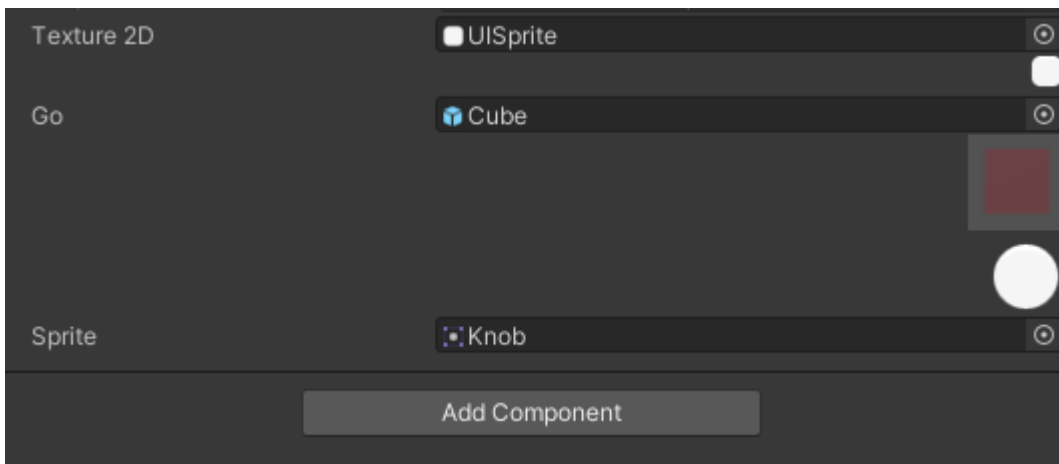 Texture 2D
UISprite
Go
Cube
Sprite
Knob
Add Component